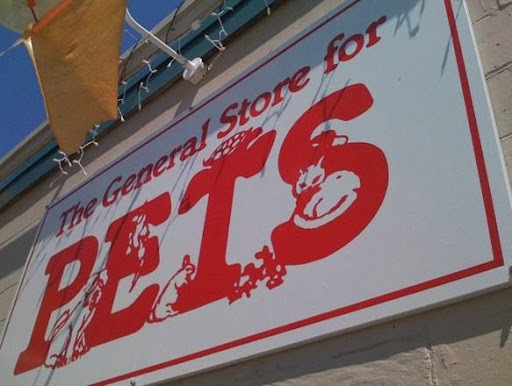 The General Store for
PETS